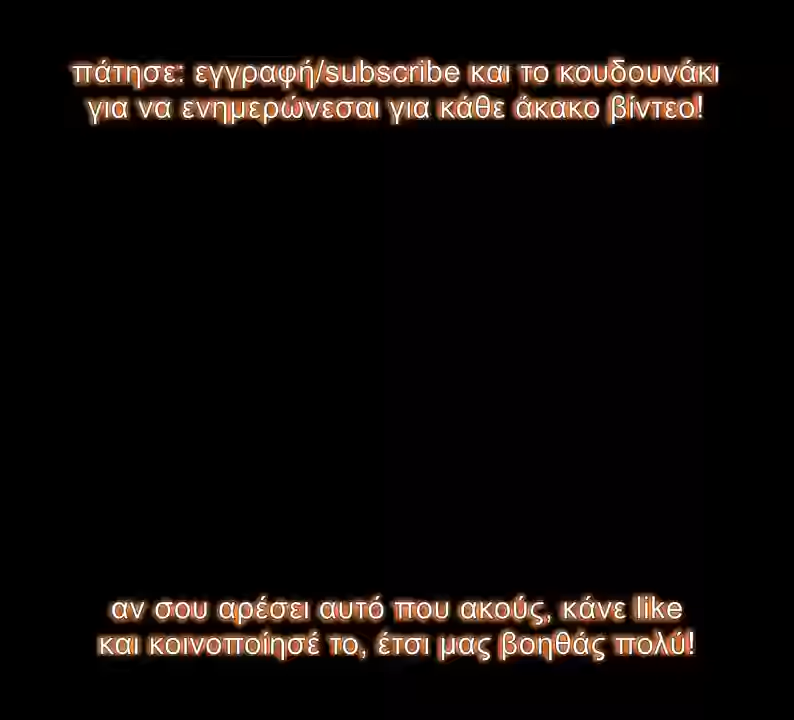 πάτησε: εγγραφή/subscribe και το κουδουνάκι
για να ενημερώνεσαι για κάθε άκακο βίντεο!
αν σου αρέσει αυτό που ακούς, κάνε like
και κοινοποίησέ το, έτσι μας βοηθάς πολύ!